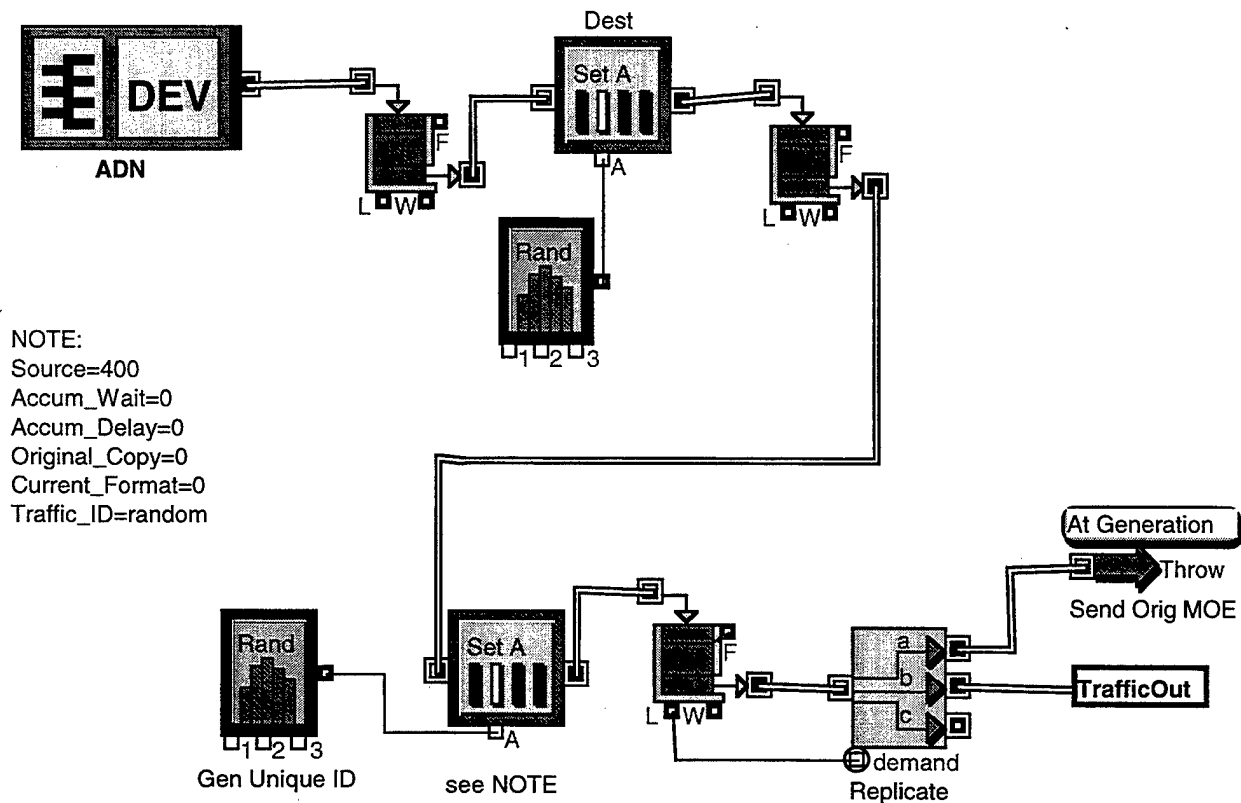 Dest
DEV
ADN
Set A
A
F
L W
F
L W
Rand
1 2 3
NOTE:
Source=400
Accum_Wait=0
Accum_Delay=0
Original_Copy=0
Current_Format=0
Traffic_ID=random
At Generation
Throw
Send Orig MOE
Rand
1 2 3
Gen Unique ID
Set A
A
see NOTE
F
L W
a
b
c
demand
Replicate
TrafficOut